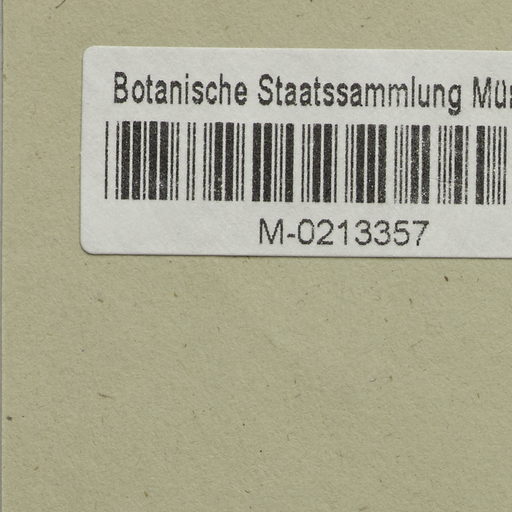 Botanische Staatssammlung Mü
M-0213357